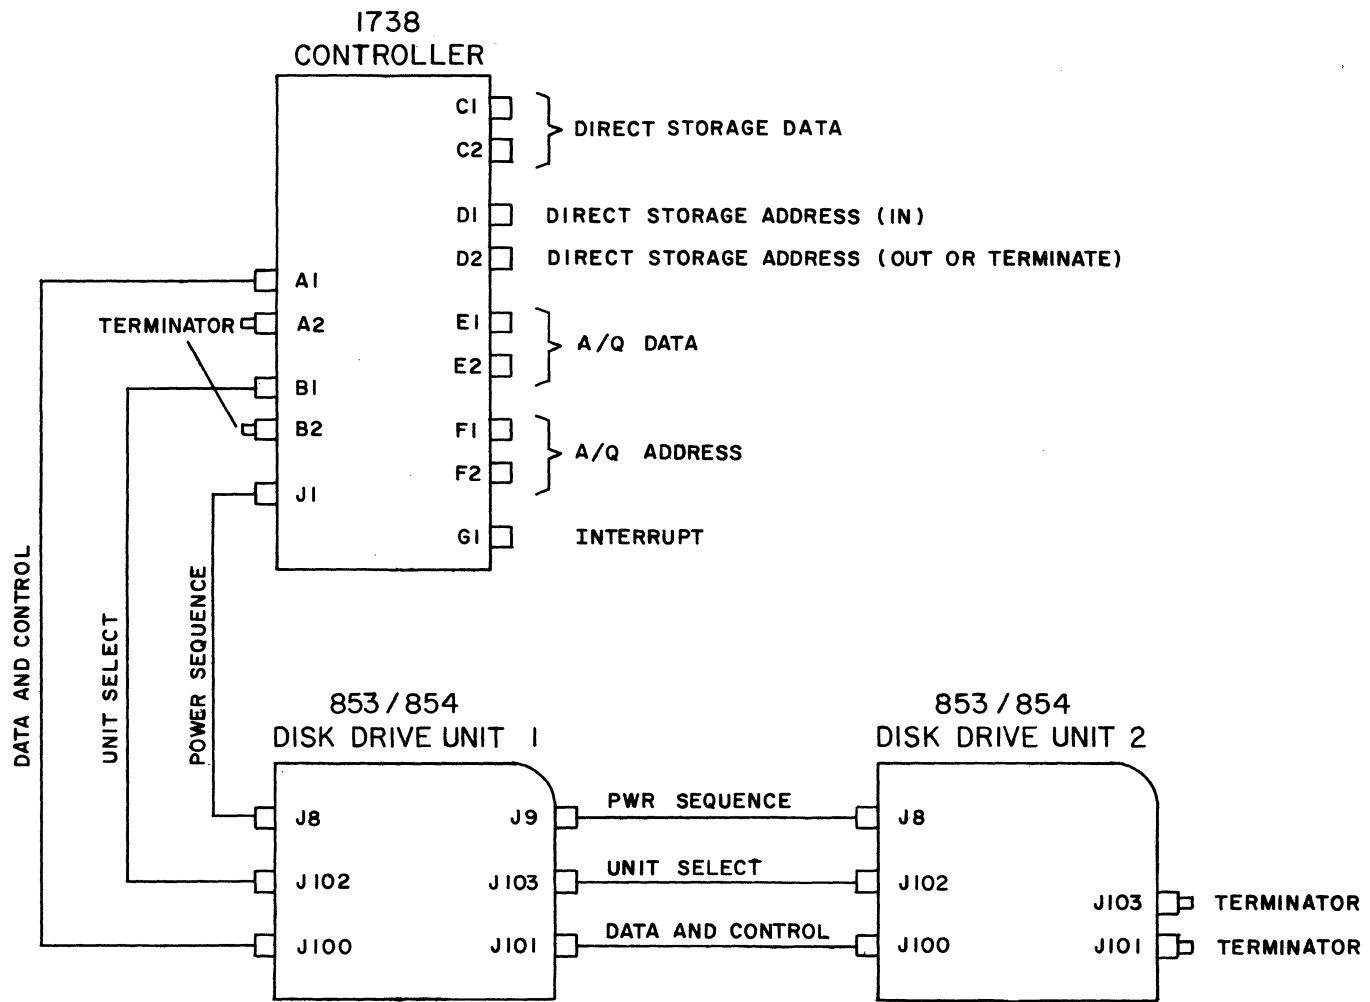 1738
CONTROLLER
C1
C2
DIRECT STORAGE DATA
D1
DIRECT STORAGE ADDRESS (IN)
D2
DIRECT STORAGE ADDRESS (OUT OR TERMINATE)
A1
TERMINATOR
A2
E1
E2
A/Q DATA
B1
B2
F1
F2
A/Q ADDRESS
J1
G1
INTERRUPT
DATA AND CONTROL
UNIT SELECT
POWER SEQUENCE
853/854
DISK DRIVE UNIT 1
853/854
DISK DRIVE UNIT 2
J8
J9
PWR SEQUENCE
J8
J102
J103
UNIT SELECT
J102
J103
TERMINATOR
J100
J101
DATA AND CONTROL
J100
J101
TERMINATOR